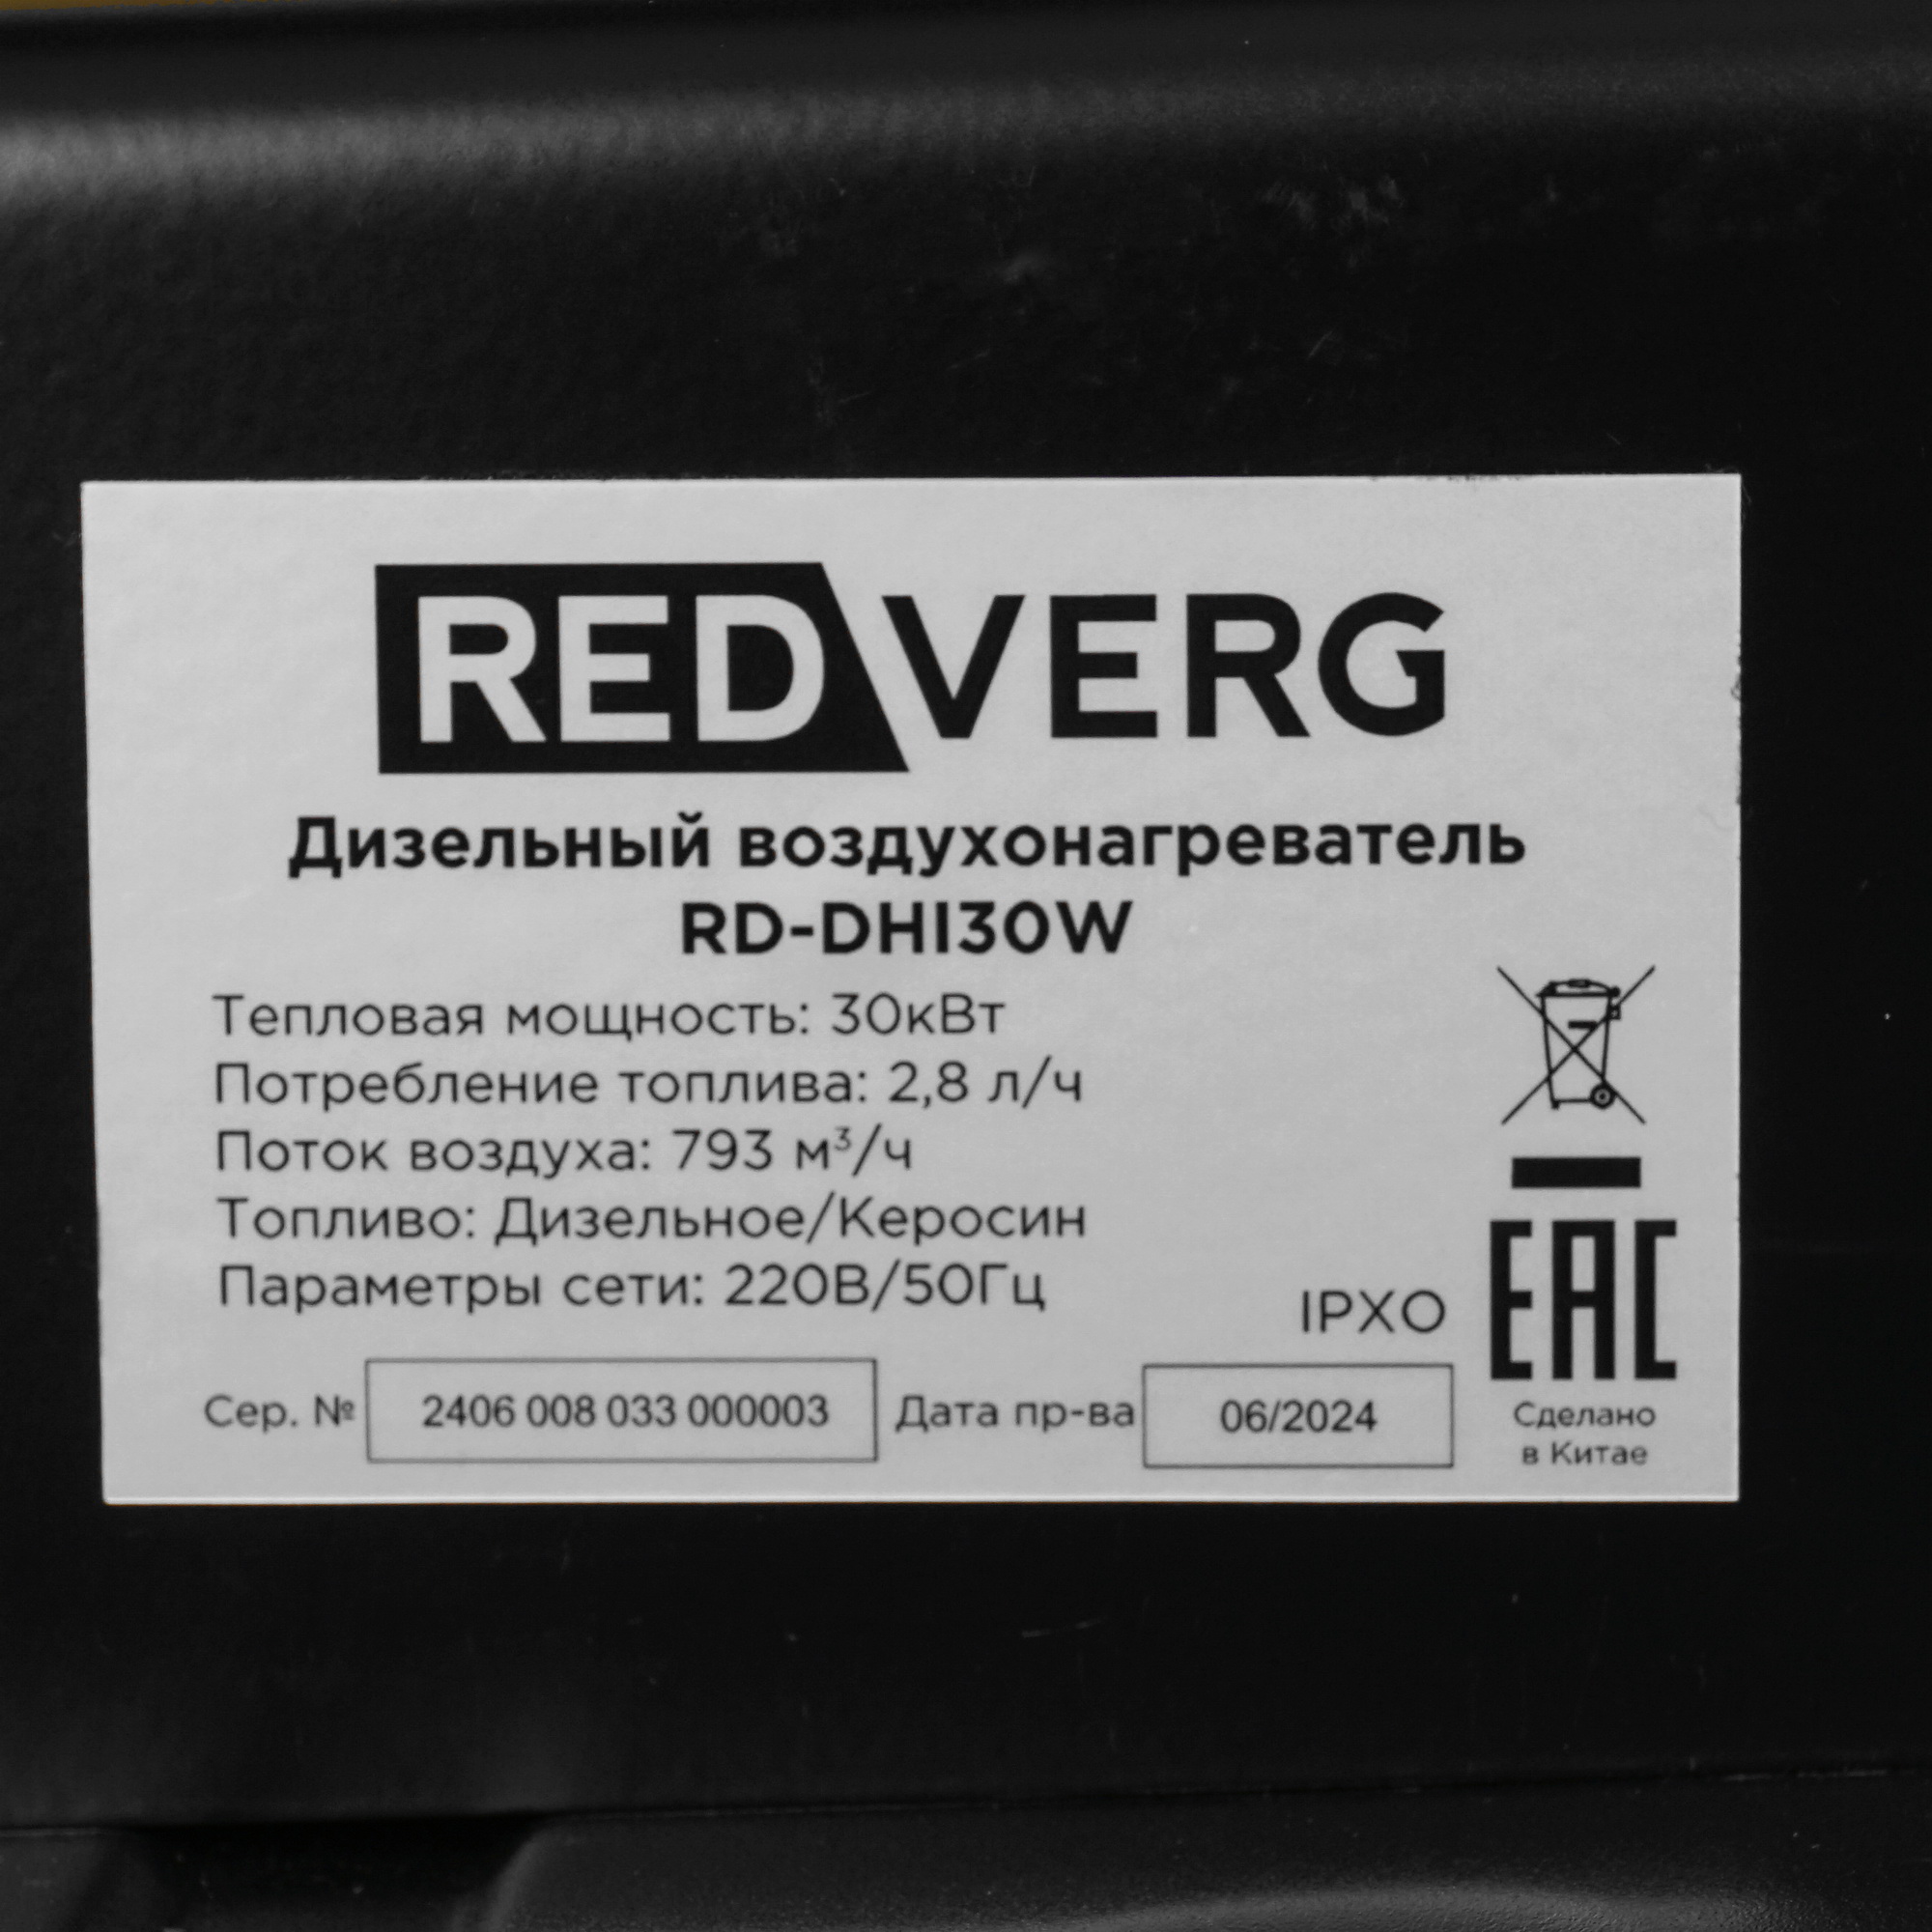 REDVERG
Дизельный воздухонагреватель
RD-DHI30W
Тепловая мощность: 30кВт
Потребление топлива: 2,8 л/ч
Поток воздуха: 793 м³/ч
Топливо: Дизельное/Керосин
Параметры сети: 220В/50Гц
IPX0
EAC
Сер. № 2406 008 033 000003 Дата пр-ва 06/2024
Сделано
в Китае